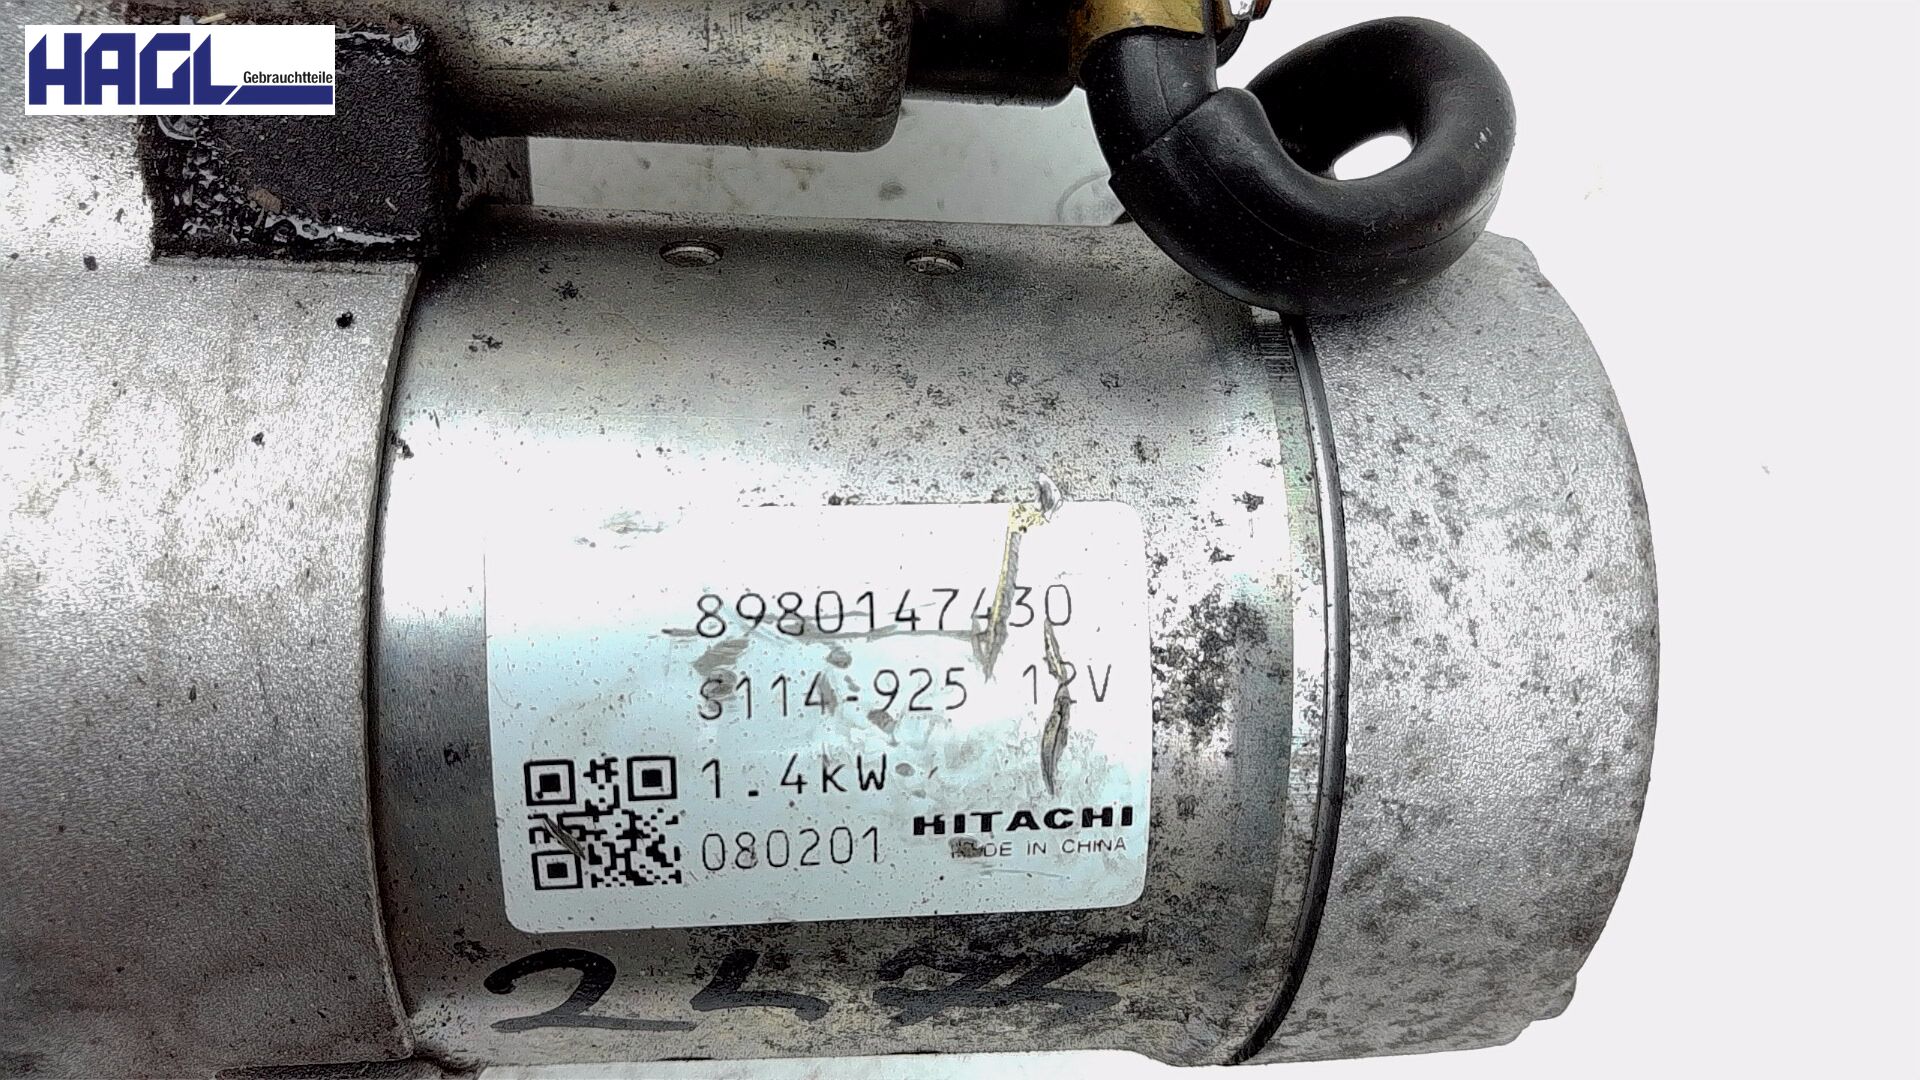 HAGL
Gebrauchtteile
8980147430
S114-925 12V
1.4kW
080201
HITACHI
MADE IN CHINA